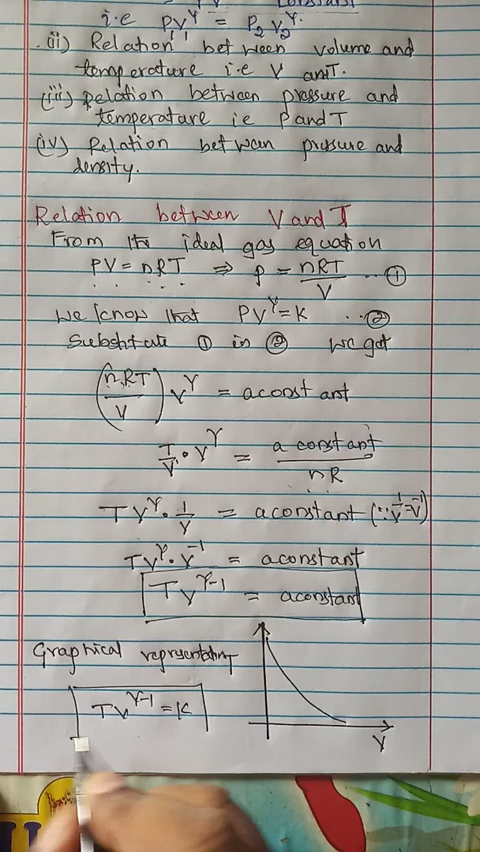 i.e P₁V₁^γ = P₂V₂^γ
(ii) Relation between volume and
temperature i.e V anT.
(iii) Relation between pressure and
temperature ie P and T
(iv) Relation between pressure and
density.
Relation between V and T
From the ideal gas equation
PV = nRT ⇒ P = nRT/V ... ①
We know that PV^γ = K ... ②
Substitute ① in ② we get
(nRT/V) V^γ = a constant
T/V · V^γ = a constant/nR
TV^γ · 1/V = a constant (∵ 1/V = V^-1)
TV^γ · V^-1 = a constant
TV^γ-1 = a constant
Graphical
TV^γ-1 = K
V